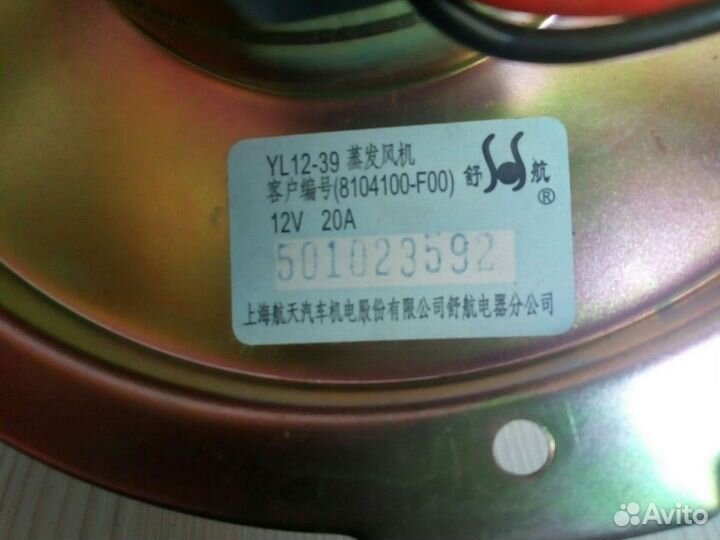 YL12-39 蒸发风机
客户编号(8104100-F00)
舒航®
12V 20A
501023592
上海航天汽车机电股份有限公司舒航电器分公司
Avito